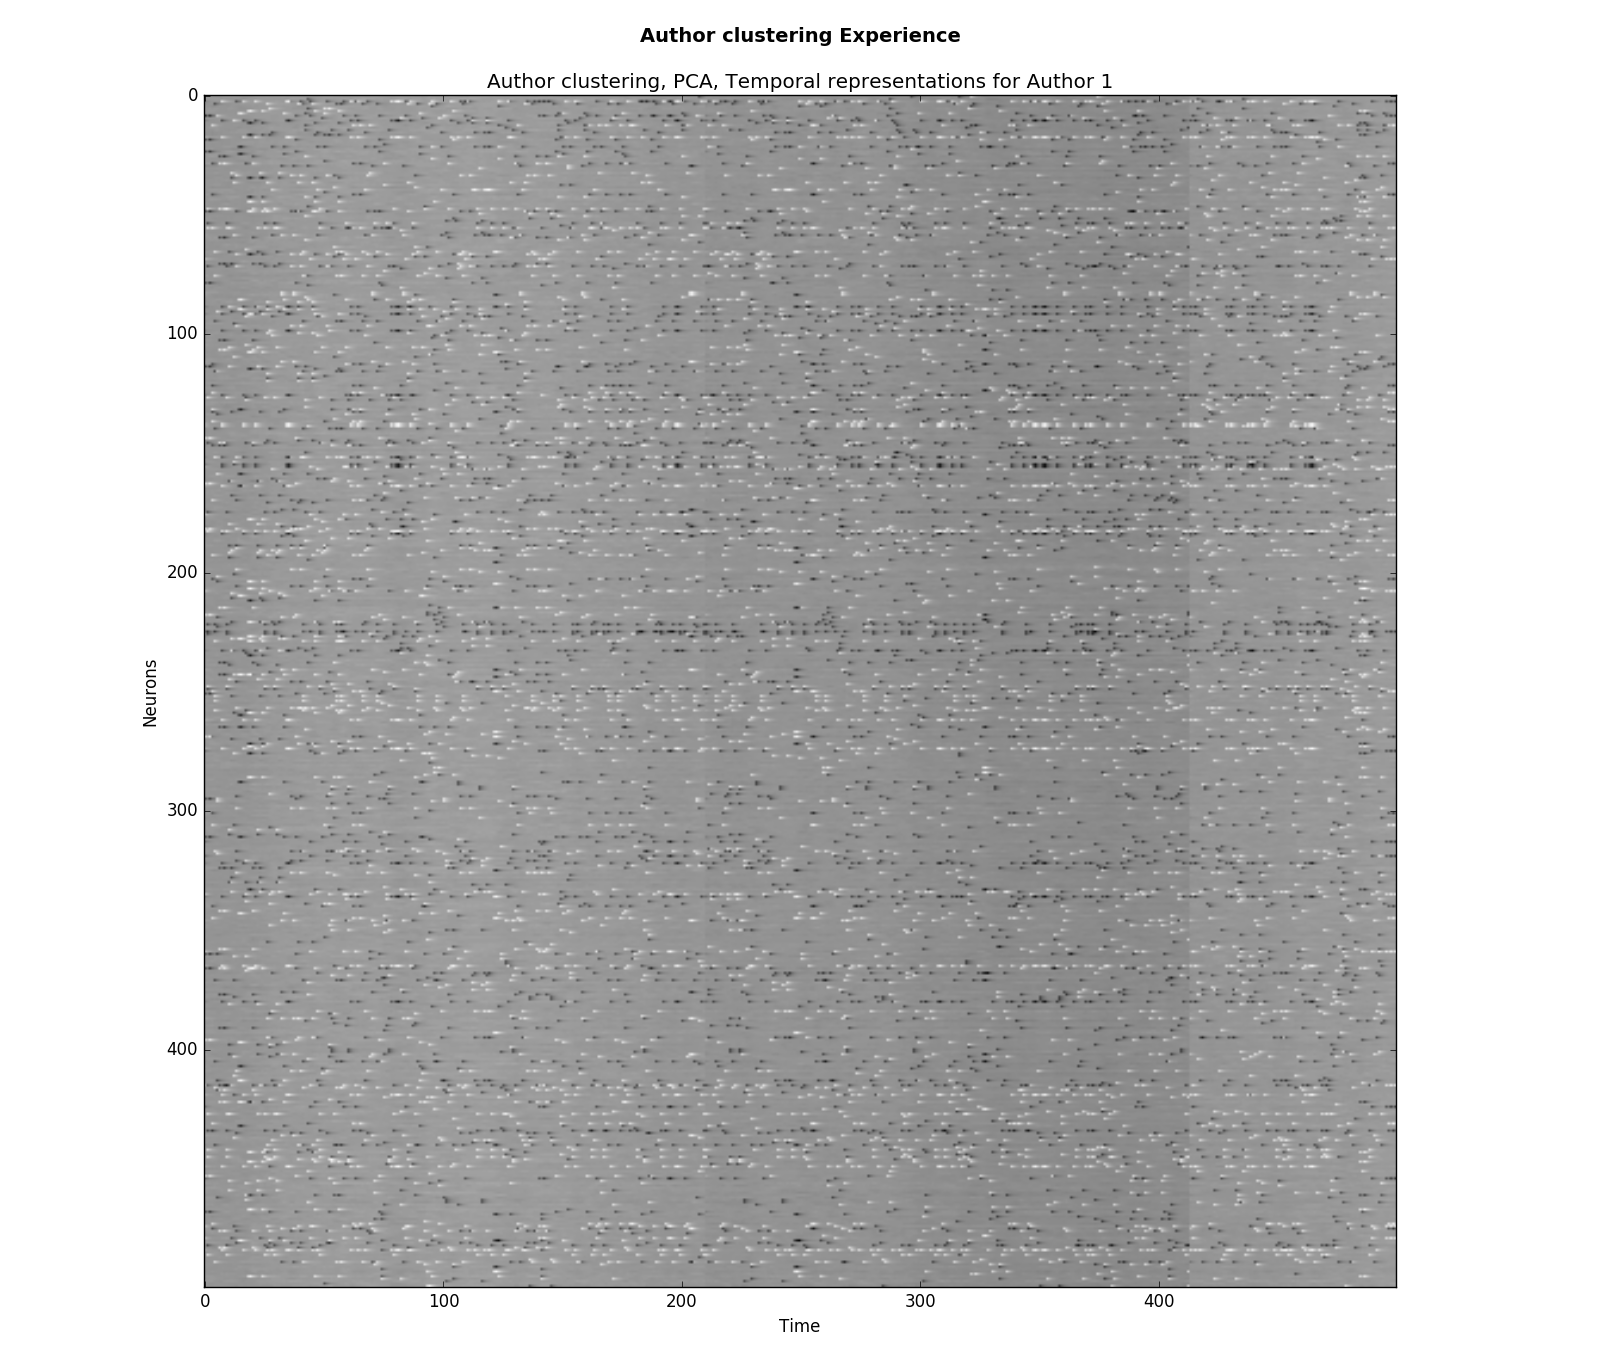 Author clustering Experience
Author clustering, PCA, Temporal representations for Author 1
0
100
200
300
400
Neurons
0 100 200 300 400
Time